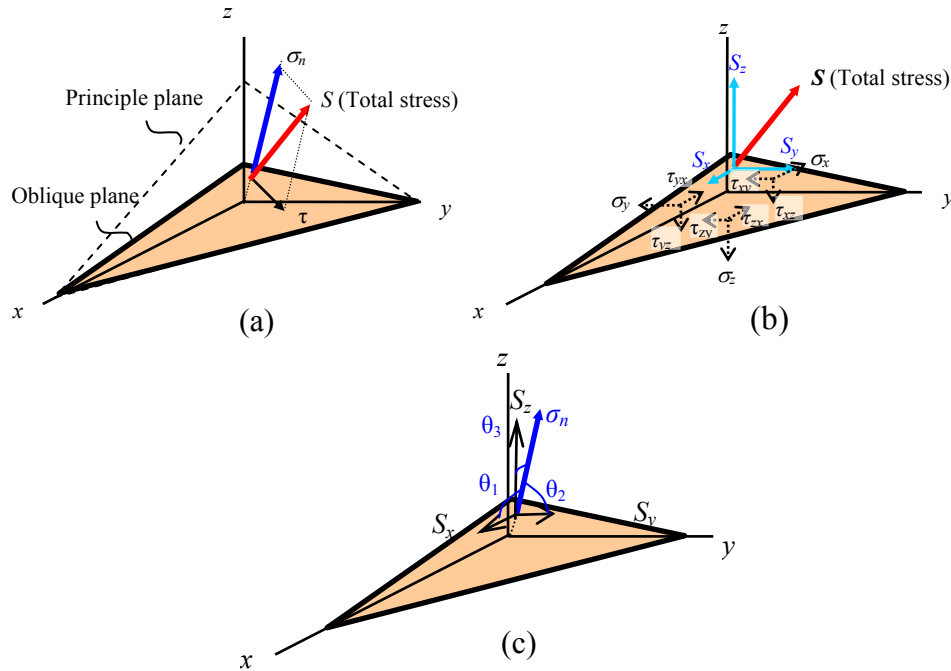 z
σn
S (Total stress)
Principle plane
Oblique plane
τ
y
x
(a)
z
Sz
S (Total stress)
Sx
Sy
σx
τyx
τxy
σy
τxz
τzx
τyz
τzy
y
σz
x
(b)
z
Sz
σn
θ3
θ1
θ2
Sx
Sy
y
x
(c)